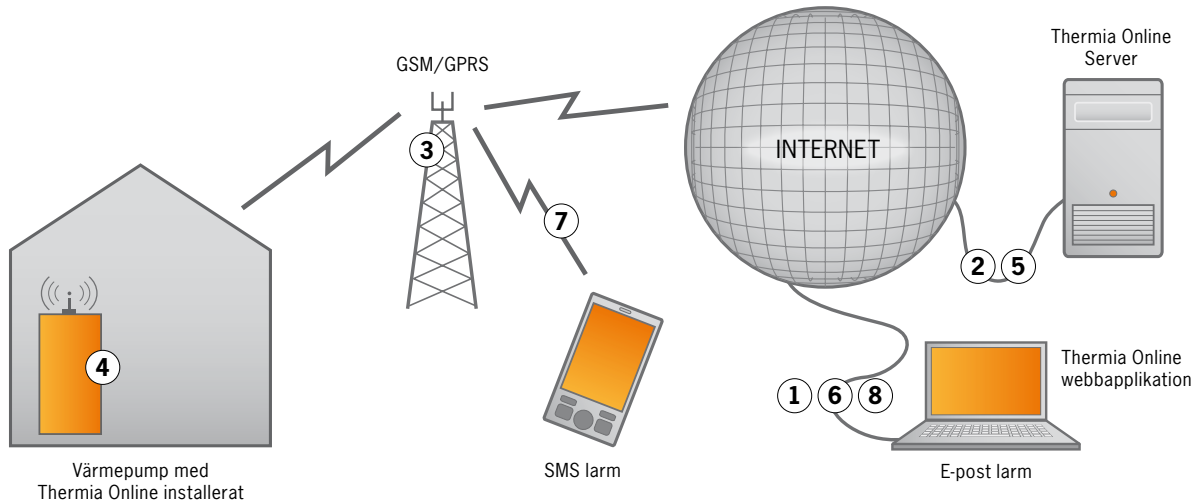 Thermia Online
Server
GSM/GPRS
3
INTERNET
7
2
5
4
1
6
8
Thermia Online
webbapplikation
Värmepump med
Thermia Online installerat
SMS larm
E-post larm